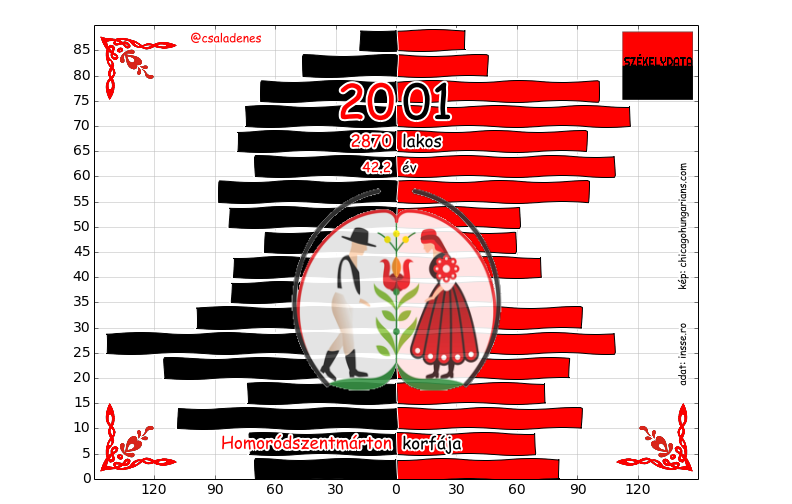 @csaladenes
SZÉKELYDATA
2001
2870 lakos
42.2 év
kép: chicagohungarians.com
adat: insse.ro
Homoródszentmárton korfája
85
80
75
70
65
60
55
50
45
40
35
30
25
20
15
10
5
0
120 90 60 30 0 30 60 90 120